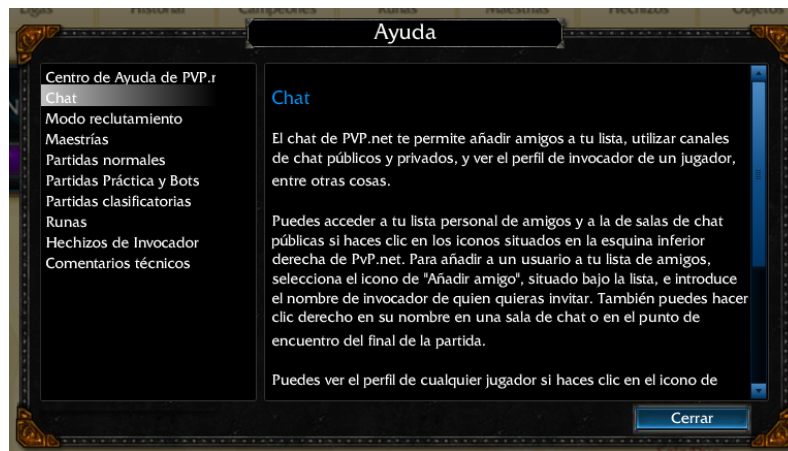 Historial Campeones Runas Maestrías Hechizos Objetos
Ayuda
Centro de Ayuda de PVP.r
Chat
Modo reclutamiento
Maestrías
Partidas normales
Partidas Práctica y Bots
Partidas clasificatorias
Runas
Hechizos de Invocador
Comentarios técnicos
Chat
El chat de PVP.net te permite añadir amigos a tu lista, utilizar canales
de chat públicos y privados, y ver el perfil de invocador de un jugador,
entre otras cosas.
Puedes acceder a tu lista personal de amigos y a la de salas de chat
públicas si haces clic en los iconos situados en la esquina inferior
derecha de PvP.net. Para añadir a un usuario a tu lista de amigos,
selecciona el icono de "Añadir amigo", situado bajo la lista, e introduce
el nombre de invocador de quien quieras invitar. También puedes hacer
clic derecho en su nombre en una sala de chat o en el punto de
encuentro del final de la partida.
Puedes ver el perfil de cualquier jugador si haces clic en el icono de
Cerrar